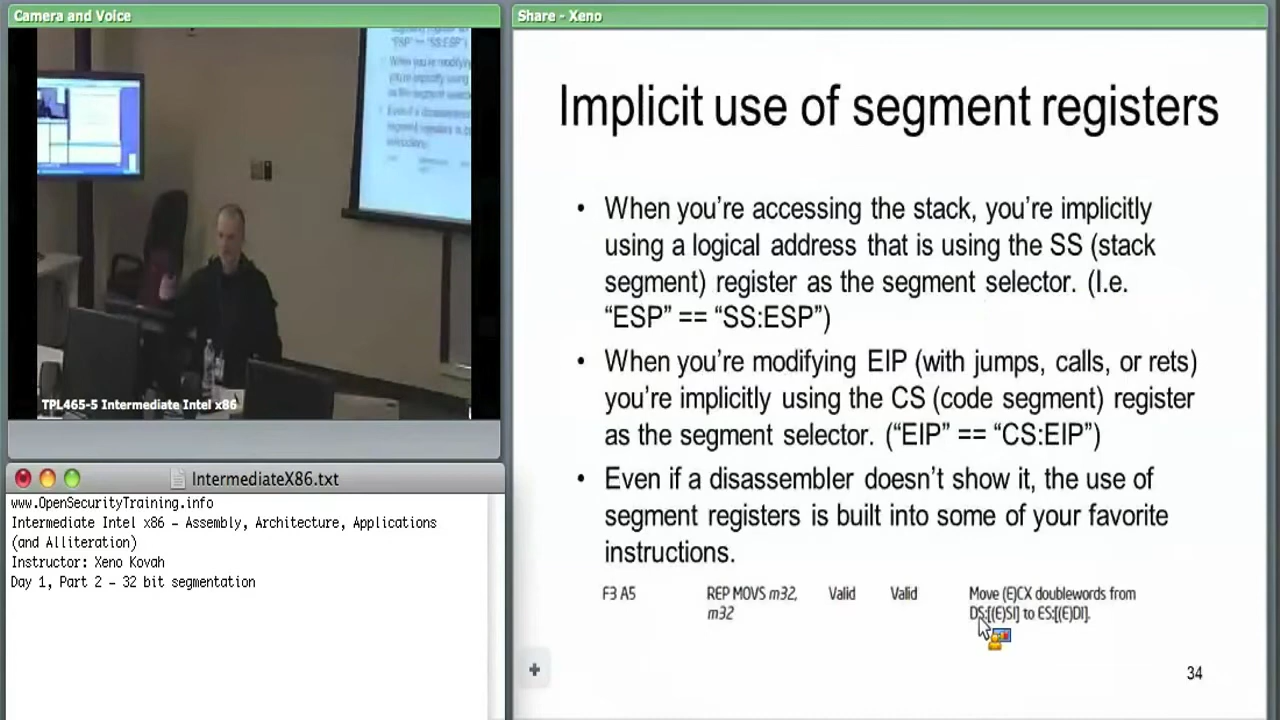 Camera and Voice
"ESP" == "SS:ESP")
TPL465-5 Intermediate Intel x86
IntermediateX86.txt
www.OpenSecurityTraining.info
Intermediate Intel x86 – Assembly, Architecture, Applications
(and Alliteration)
Instructor: Xeno Kovah
Day 1, Part 2 – 32 bit segmentation
Share - Xeno
Implicit use of segment registers
• When you're accessing the stack, you're implicitly
using a logical address that is using the SS (stack
segment) register as the segment selector. (I.e.
"ESP" == "SS:ESP")
• When you're modifying EIP (with jumps, calls, or rets)
you're implicitly using the CS (code segment) register
as the segment selector. ("EIP" == "CS:EIP")
• Even if a disassembler doesn't show it, the use of
segment registers is built into some of your favorite
instructions.
F3 A5 REP MOVS m32, Valid Valid Move (E)CX doublewords from
m32 DS:[(E)SI] to ES:[(E)DI].
34